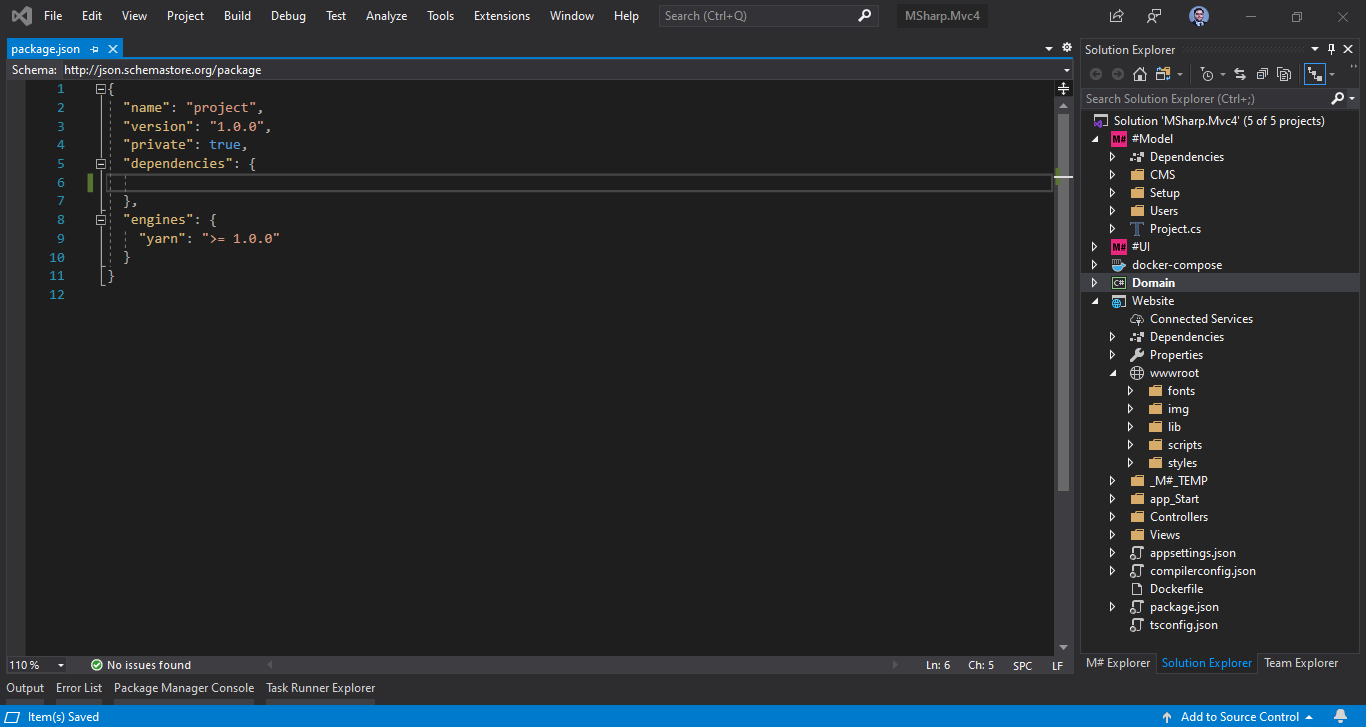 File Edit View Project Build Debug Test Analyze Tools Extensions Window Help Search (Ctrl+Q) MSharp.Mvc4
package.json
Schema: http://json.schemastore.org/package
1 {
2 "name": "project",
3 "version": "1.0.0",
4 "private": true,
5 "dependencies": {
6
7 },
8 "engines": {
9 "yarn": ">= 1.0.0"
10 }
11 }
12
110 % No issues found Ln: 6 Ch: 5 SPC LF
Solution Explorer
Search Solution Explorer (Ctrl+;)
Solution 'MSharp.Mvc4' (5 of 5 projects)
M# #Model
Dependencies
CMS
Setup
Users
Project.cs
M# #UI
docker-compose
C# Domain
Website
Connected Services
Dependencies
Properties
wwwroot
fonts
img
lib
scripts
styles
_M#_TEMP
app_Start
Controllers
Views
appsettings.json
compilerconfig.json
Dockerfile
package.json
tsconfig.json
M# Explorer Solution Explorer Team Explorer
Output Error List Package Manager Console Task Runner Explorer
Item(s) Saved Add to Source Control